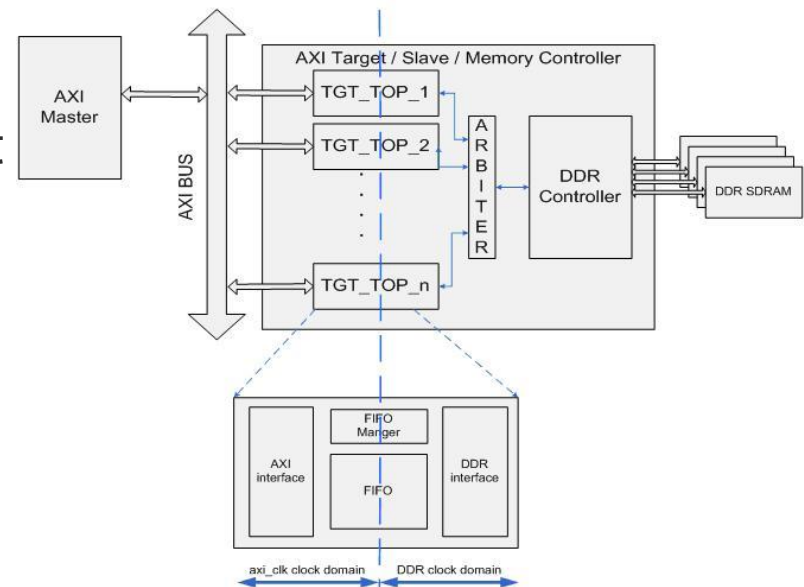 AXI Target / Slave / Memory Controller
AXI
Master
AXI BUS
TGT_TOP_1
TGT_TOP_2
TGT_TOP_n
A
R
B
I
T
E
R
DDR
Controller
DDR SDRAM
AXI
interface
FIFO
Manger
FIFO
DDR
interface
axi_clk clock domain
DDR clock domain